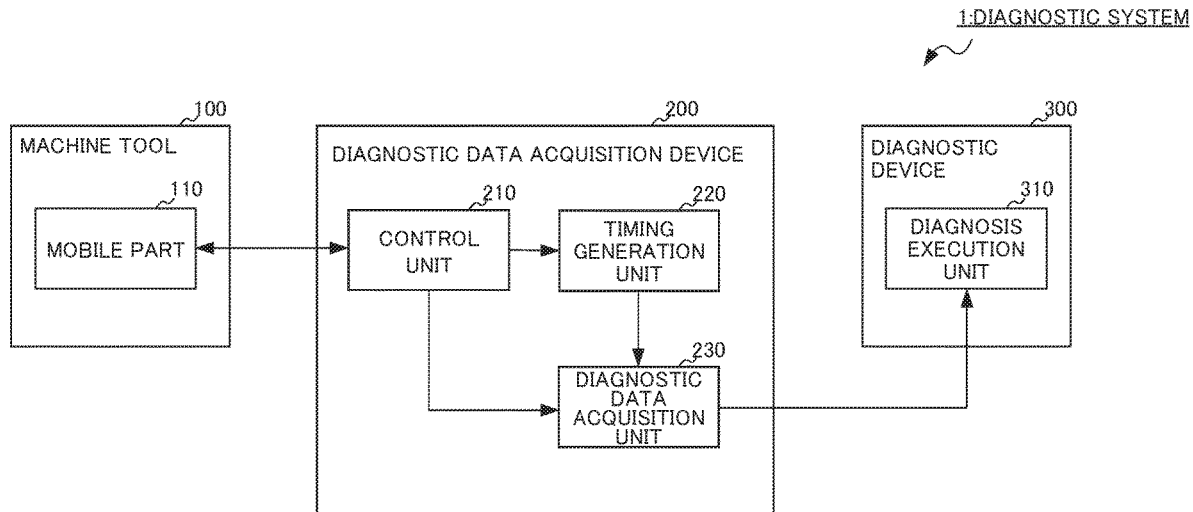 1:DIAGNOSTIC SYSTEM
100
MACHINE TOOL
110
MOBILE PART
200
DIAGNOSTIC DATA ACQUISITION DEVICE
210
CONTROL
UNIT
220
TIMING
GENERATION
UNIT
230
DIAGNOSTIC
DATA
ACQUISITION
UNIT
300
DIAGNOSTIC
DEVICE
310
DIAGNOSIS
EXECUTION
UNIT